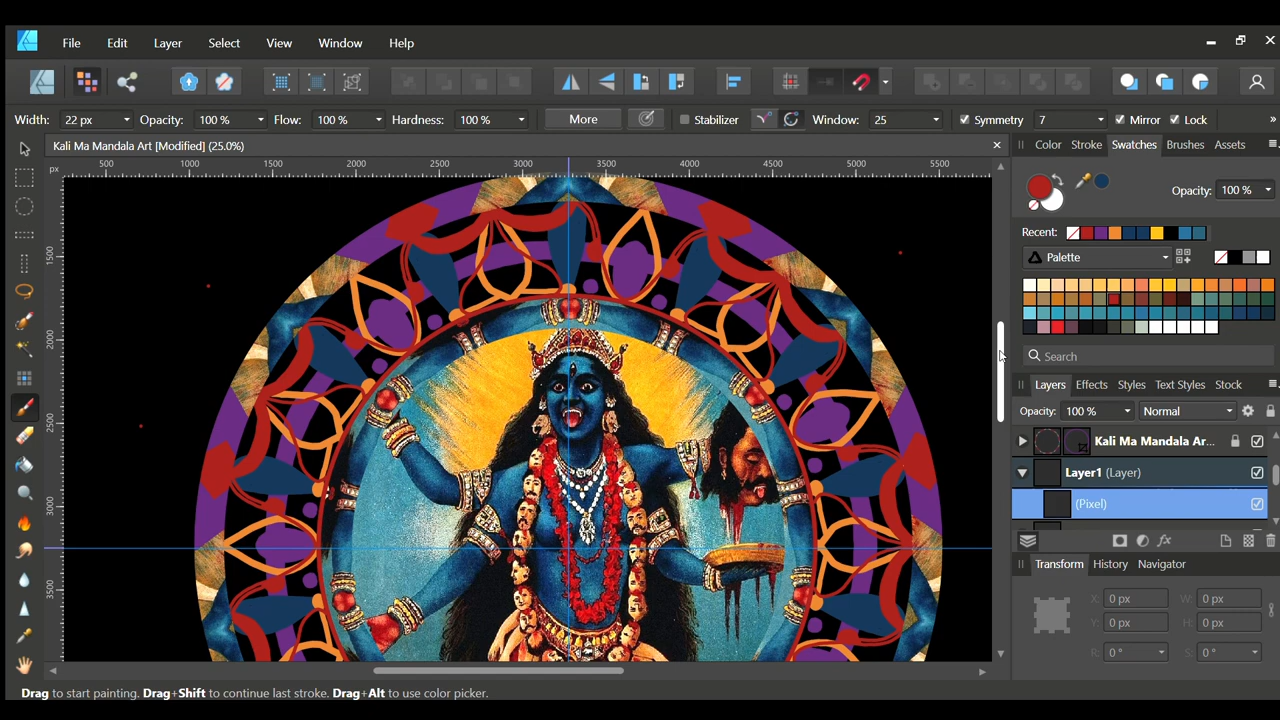 File Edit Layer Select View Window Help
Width: 22 px Opacity: 100 % Flow: 100 % Hardness: 100 % More Stabilizer Window: 25 Symmetry 7 Mirror Lock »
Kali Ma Mandala Art [Modified] (25.0%)
Color Stroke Swatches Brushes Assets
px 500 1000 1500 2000 2500 3000 3500 4000 4500 5000 5500
1500
2000
2500
3000
3500
Opacity: 100 %
Recent:
Palette
Search
Layers Effects Styles Text Styles Stock
Opacity: 100 % Normal
Kali Ma Mandala Ar...
Layer1 (Layer)
(Pixel)
Transform History Navigator
X: 0 px W: 0 px
Y: 0 px H: 0 px
R: 0 ° S: 0 °
Drag to start painting. Drag+Shift to continue last stroke. Drag+Alt to use color picker.